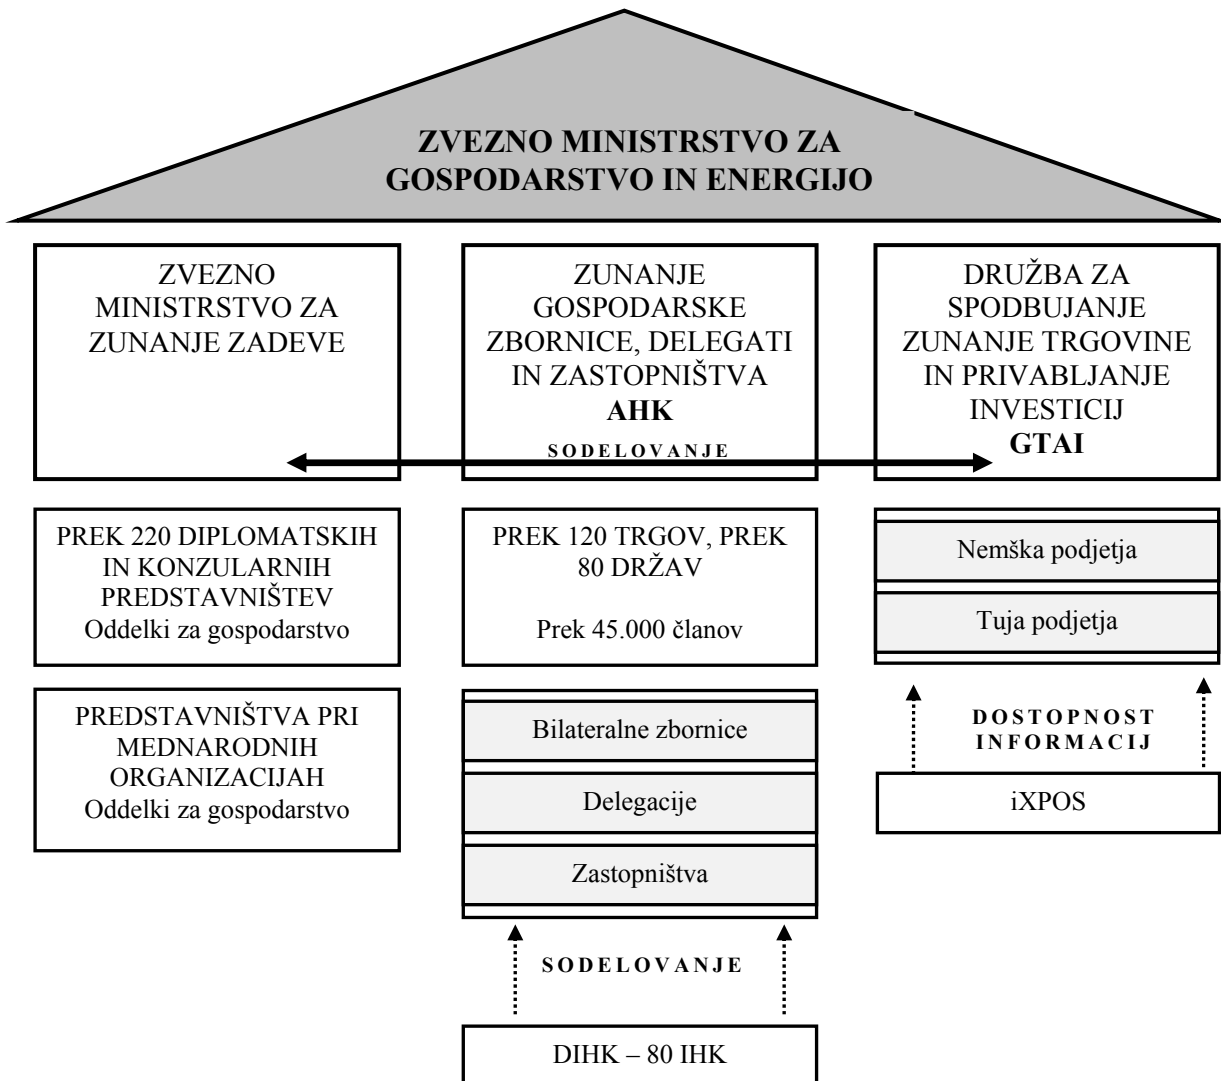 ZVEZNO MINISTRSTVO ZA
GOSPODARSTVO IN ENERGIJO
ZVEZNO
MINISTRSTVO ZA
ZUNANJE ZADEVE
ZUNANJE
GOSPODARSKE
ZBORNICE, DELEGATI
IN ZASTOPNIŠTVA
AHK
DRUŽBA ZA
SPODBUJANJE
ZUNANJE TRGOVINE
IN PRIVABLJANJE
INVESTICIJ
GTAI
SODELOVANJE
PREK 220 DIPLOMATSKIH
IN KONZULARNIH
PREDSTAVNIŠTEV
Oddelki za gospodarstvo
PREK 120 TRGOV, PREK
80 DRŽAV
Prek 45.000 članov
Nemška podjetja
Tuja podjetja
PREDSTAVNIŠTVA PRI
MEDNARODNIH
ORGANIZACIJAH
Oddelki za gospodarstvo
Bilateralne zbornice
Delegacije
Zastopništva
DOSTOPNOST
INFORMACIJ
iXPOS
SODELOVANJE
DIHK – 80 IHK